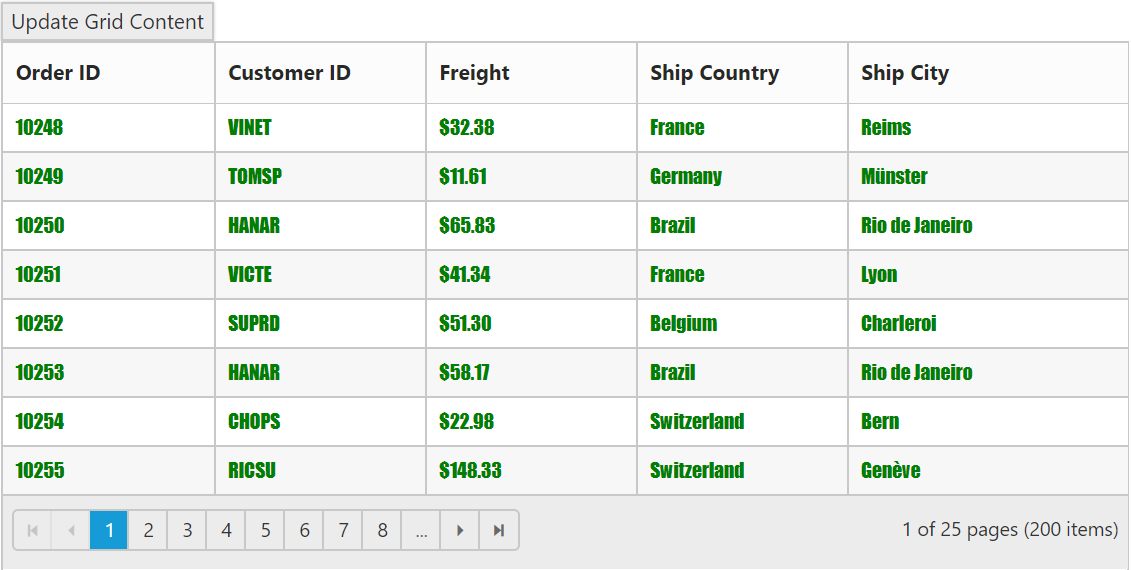 Update Grid Content
Order ID Customer ID Freight Ship Country Ship City
10248 VINET $32.38 France Reims
10249 TOMSP $11.61 Germany Münster
10250 HANAR $65.83 Brazil Rio de Janeiro
10251 VICTE $41.34 France Lyon
10252 SUPRD $51.30 Belgium Charleroi
10253 HANAR $58.17 Brazil Rio de Janeiro
10254 CHOPS $22.98 Switzerland Bern
10255 RICSU $148.33 Switzerland Genève
1 2 3 4 5 6 7 8 ... 1 of 25 pages (200 items)